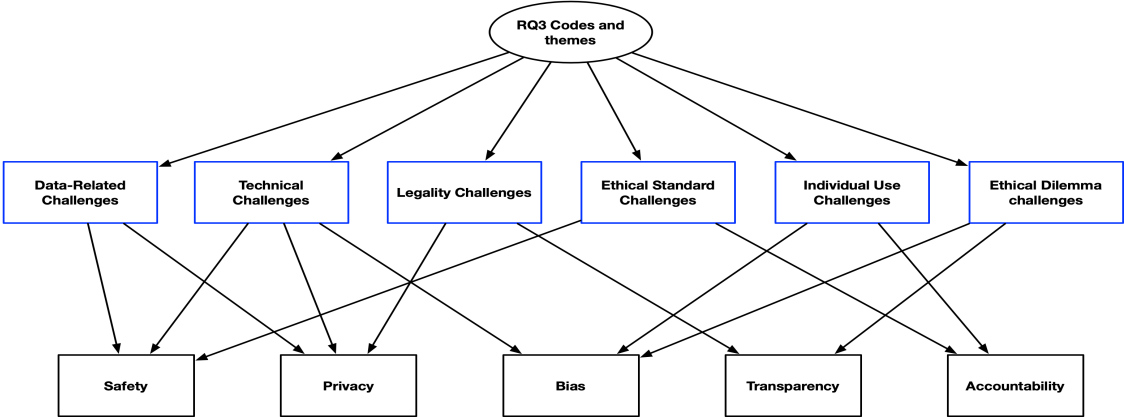 RQ3 Codes and
themes
Data-Related
Challenges
Technical
Challenges
Legality Challenges
Ethical Standard
Challenges
Individual Use
Challenges
Ethical Dilemma
challenges
Safety
Privacy
Bias
Transparency
Accountability